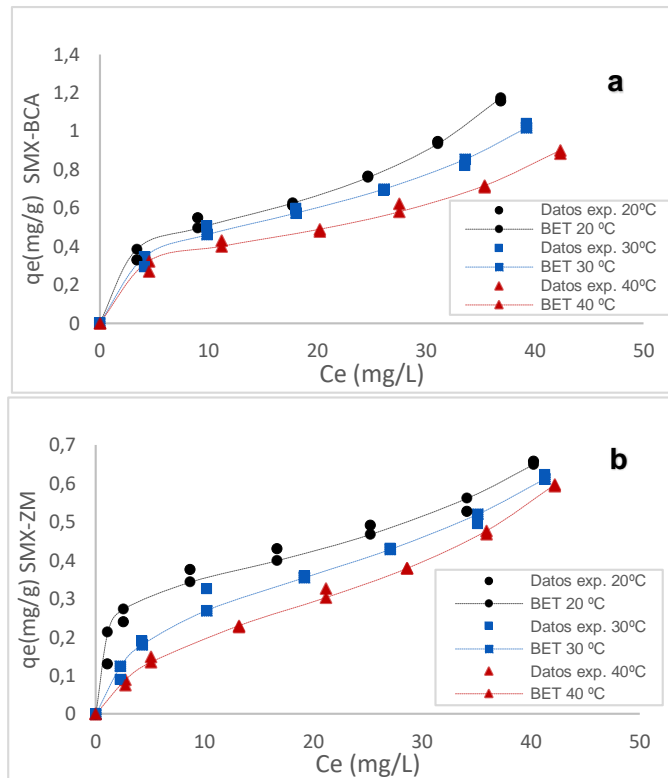 a
qe(mg/g)  SMX-BCA
1,4
1,2
1
0,8
0,6
0,4
0,2
0
Datos exp. 20ºC
BET 20 ºC
Datos exp. 30ºC
BET 30 ºC
Datos exp. 40ºC
BET 40 ºC
0 10 20 30 40 50
Ce (mg/L)
b
qe(mg/g) SMX-ZM
0,7
0,6
0,5
0,4
0,3
0,2
0,1
0
Datos exp. 20ºC
BET 20 ºC
Datos exp. 30ºC
BET 30 ºC
Datos exp. 40ºC
BET 40 ºC
0 10 20 30 40 50
Ce (mg/L)